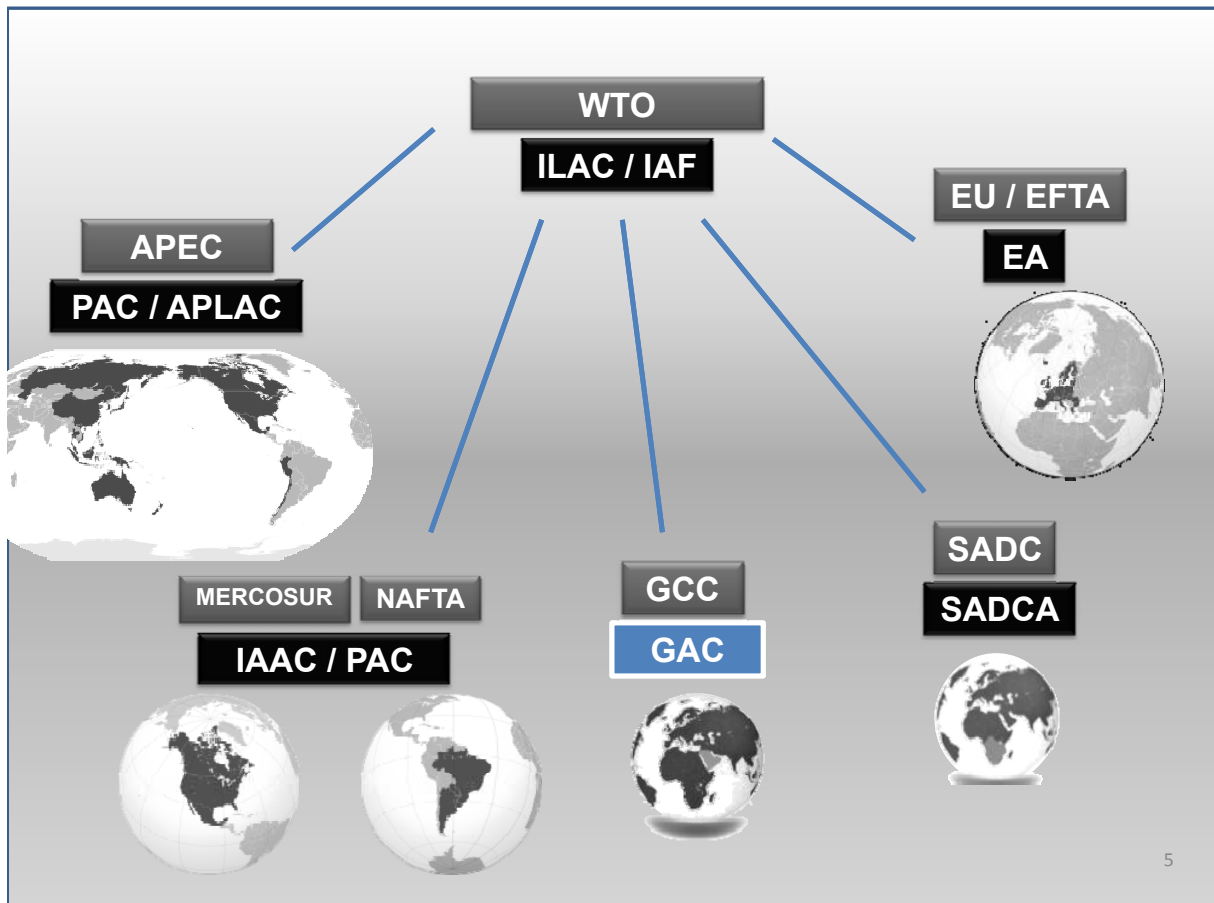 WTO
ILAC / IAF
EU / EFTA
EA
APEC
PAC / APLAC
SADC
SADCA
MERCOSUR
NAFTA
IAAC / PAC
GCC
GAC
5